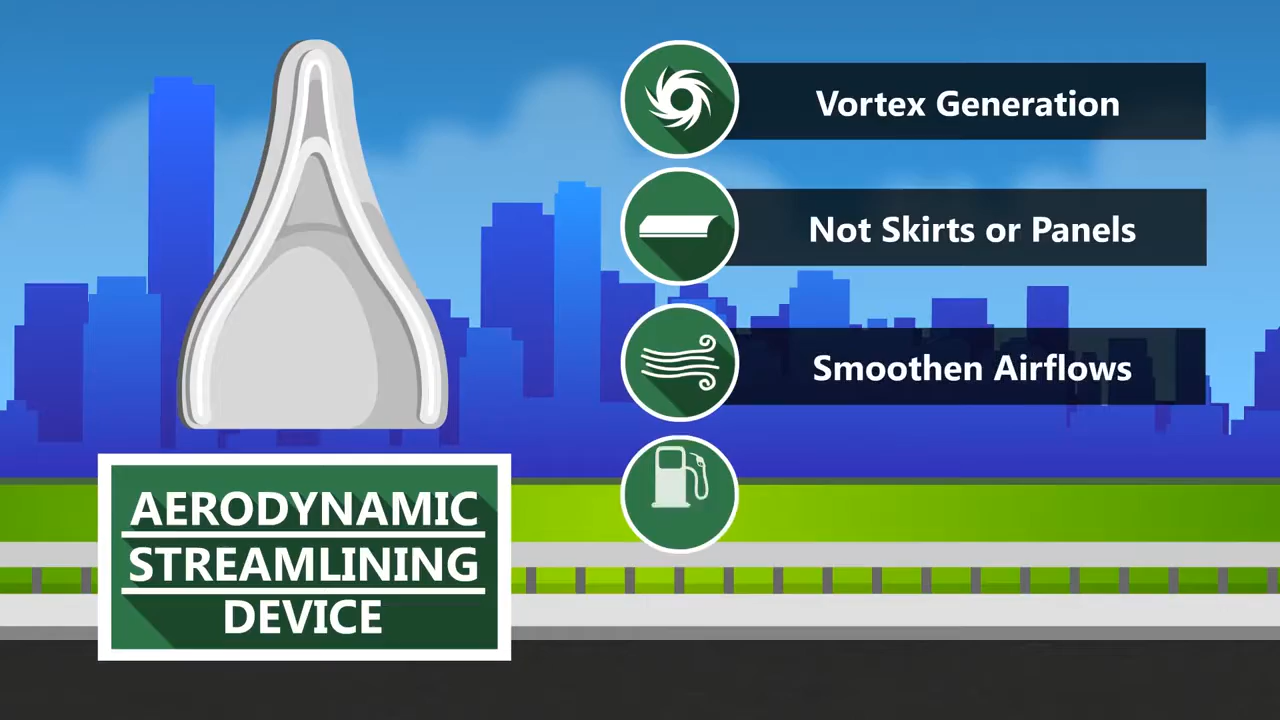 Vortex Generation
Not Skirts or Panels
Smoothen Airflows
AERODYNAMIC
STREAMLINING
DEVICE